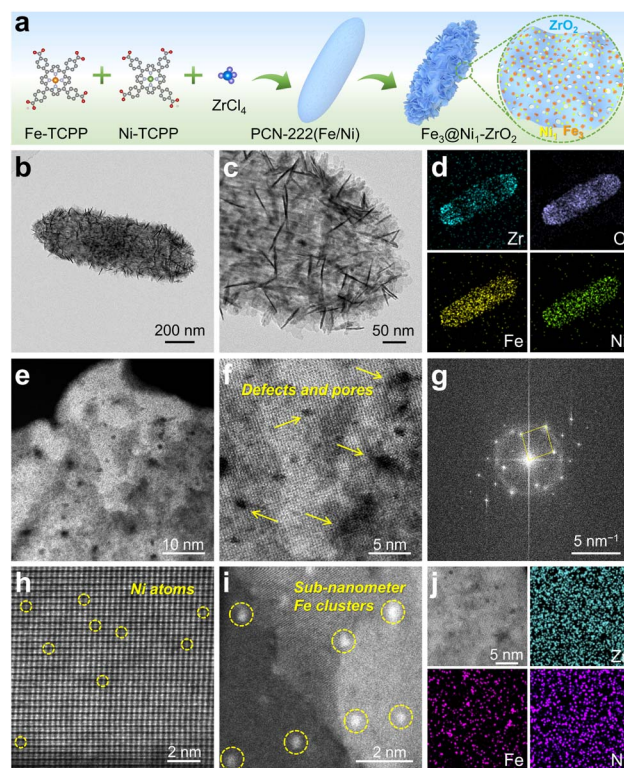 a
ZrO2
ZrCl4
Ni1 Fe3
Fe-TCPP
Ni-TCPP
PCN-222(Fe/Ni)
Fe3@Ni1-ZrO2
b
200 nm
c
50 nm
d
Zr
O
Fe
Ni
e
10 nm
f
Defects and pores
5 nm
g
5 nm⁻¹
h
Ni atoms
2 nm
i
Sub-nanometer
Fe clusters
2 nm
j
5 nm
Fe